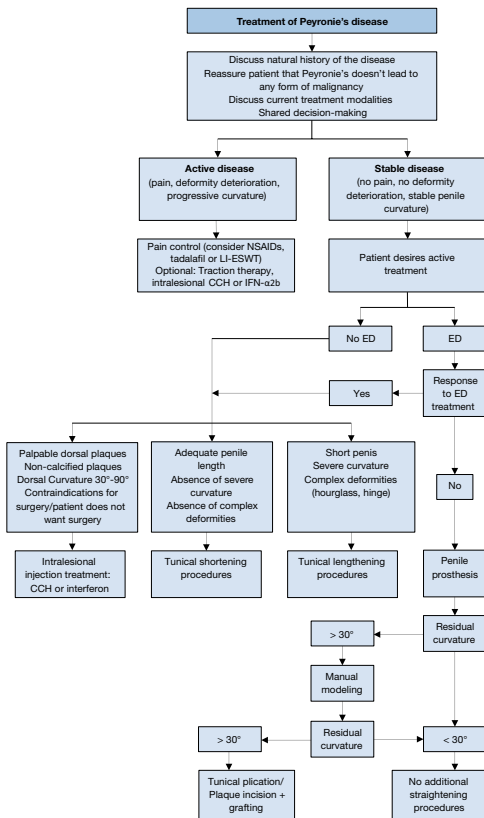 Treatment of Peyronie's disease
Discuss natural history of the disease
Reassure patient that Peyronie's doesn't lead to
any form of malignancy
Discuss current treatment modalities
Shared decision-making
Active disease
(pain, deformity deterioration,
progressive curvature)
Stable disease
(no pain, no deformity
deterioration, stable penile
curvature)
Pain control (consider NSAIDs,
tadalafil or LI-ESWT)
Optional: Traction therapy,
intralesional CCH or IFN-α2b
Patient desires active
treatment
No ED
ED
Yes
Response
to ED
treatment
Palpable dorsal plaques
Non-calcified plaques
Dorsal Curvature 30°-90°
Contraindications for
surgery/patient does not
want surgery
Adequate penile
length
Absence of severe
curvature
Absence of complex
deformities
Short penis
Severe curvature
Complex deformities
(hourglass, hinge)
No
Intralesional
injection treatment:
CCH or interferon
Tunical shortening
procedures
Tunical lengthening
procedures
Penile
prosthesis
> 30°
Residual
curvature
Manual
modeling
> 30°
Residual
curvature
< 30°
Tunical plication/
Plaque incision +
grafting
No additional
straightening
procedures